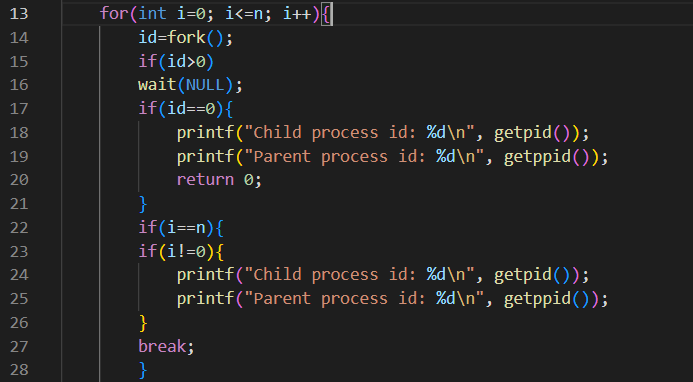 13 for(int i=0; i<=n; i++){
14 id=fork();
15 if(id>0)
16 wait(NULL);
17 if(id==0){
18 printf("Child process id: %d\n", getpid());
19 printf("Parent process id: %d\n", getppid());
20 return 0;
21 }
22 if(i==n){
23 if(i!=0){
24 printf("Child process id: %d\n", getpid());
25 printf("Parent process id: %d\n", getppid());
26 }
27 break;
28 }